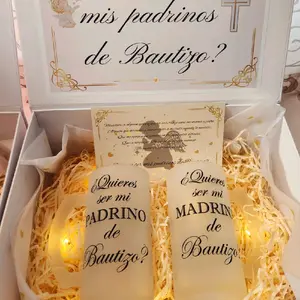 mis padrinos
de Bautizo?
¿Quieres
ser mi
PADRINO
de
Bautizo?
¿Quieres
ser mi
MADRINA
de
Bautizo?